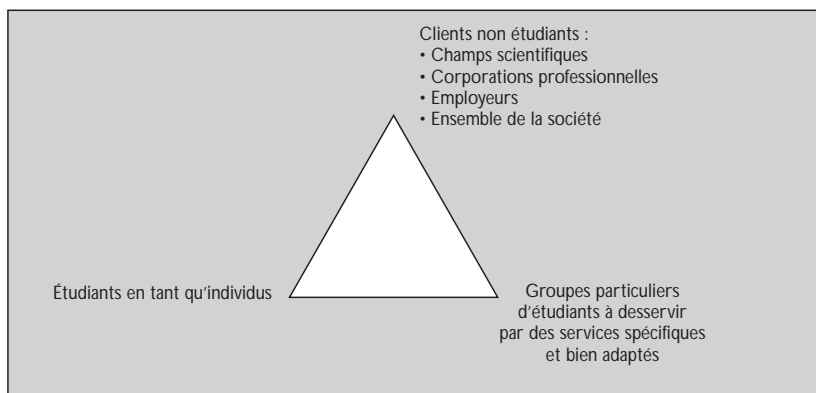 Clients non étudiants :
• Champs scientifiques
• Corporations professionnelles
• Employeurs
• Ensemble de la société
Étudiants en tant qu'individus
Groupes particuliers
d'étudiants à desservir
par des services spécifiques
et bien adaptés